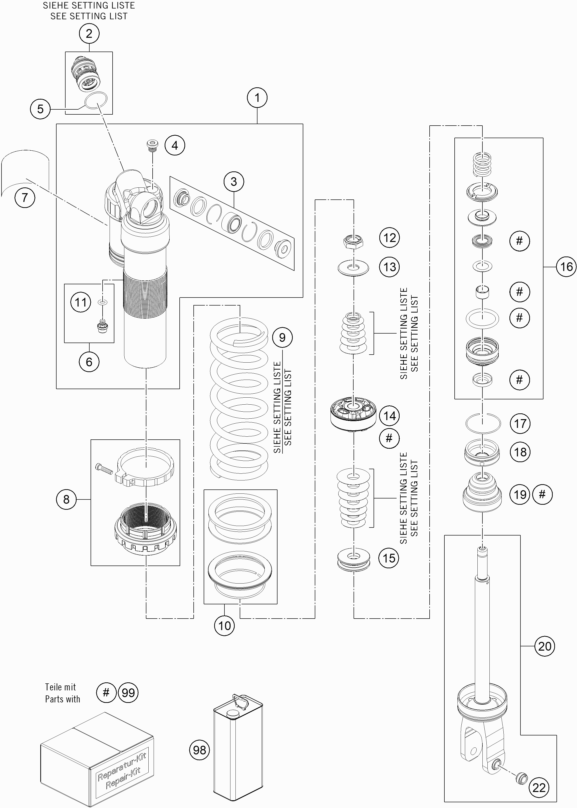 SIEHE SETTING LISTE
SEE SETTING LIST
2
5
1
4
3
7
12
#
13
16
11
#
9
#
6
SIEHE SETTING LISTE
SEE SETTING LIST
SIEHE SETTING LISTE
SEE SETTING LIST
#
14
17
#
18
8
SIEHE SETTING LISTE
SEE SETTING LIST
19 #
15
10
20
Teile mit
Parts with
# 99
98
Reparatur-Kit
Repair-Kit
22